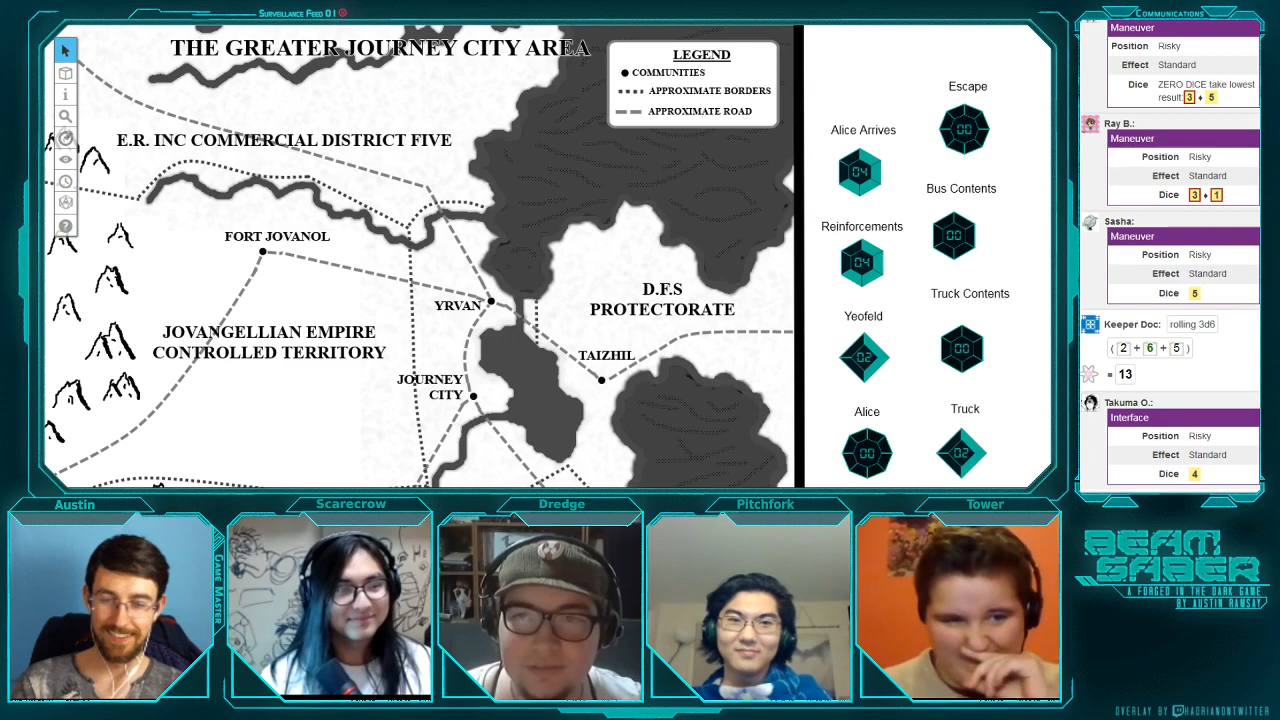 SURVEILLANCE FEED 01
COMMUNICATIONS
THE GREATER JOURNEY CITY AREA
LEGEND
COMMUNITIES
APPROXIMATE BORDERS
APPROXIMATE ROAD
E.R. INC COMMERCIAL DISTRICT FIVE
FORT JOVANOL
YRVAN
D.F.S
PROTECTORATE
JOVANGELLIAN EMPIRE
CONTROLLED TERRITORY
TAIZHIL
JOURNEY
CITY
Escape
00
Alice Arrives
04
Bus Contents
00
Reinforcements
04
Truck Contents
00
Yeofeld
02
Alice
00
Truck
02
Maneuver
Position Risky
Effect Standard
Dice ZERO DICE take lowest
result. 3 ♦ 5
Ray B.:
Maneuver
Position Risky
Effect Standard
Dice 3 ♦ 1
Sasha:
Maneuver
Position Risky
Effect Standard
Dice 5
Keeper Doc: rolling 3d6
( 2 + 6 + 5 )
= 13
Takuma O.:
Interface
Position Risky
Effect Standard
Dice 4
Austin
Scarecrow
Dredge
Pitchfork
Tower
GAME MASTER
BEAM
SABER
A FORGED IN THE DARK GAME
BY AUSTIN RAMSAY
OVERLAY BY HADRIANONTWITTER